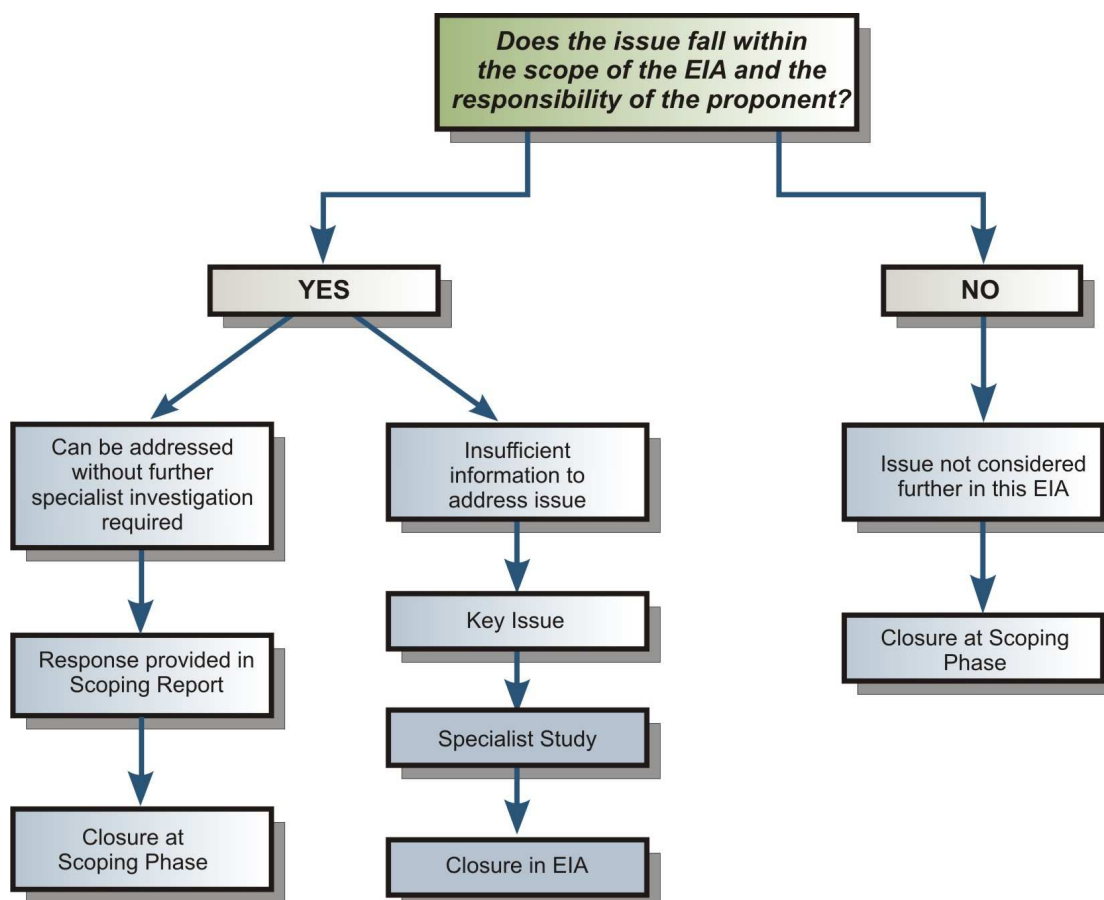 Does the issue fall within
the scope of the EIA and the
responsibility of the proponent?
YES
NO
Can be addressed
without further
specialist investigation
required
Insufficient
information to
address issue
Issue not considered
further in this EIA
Key Issue
Closure at Scoping
Phase
Response provided in
Scoping Report
Specialist Study
Closure at
Scoping Phase
Closure in EIA